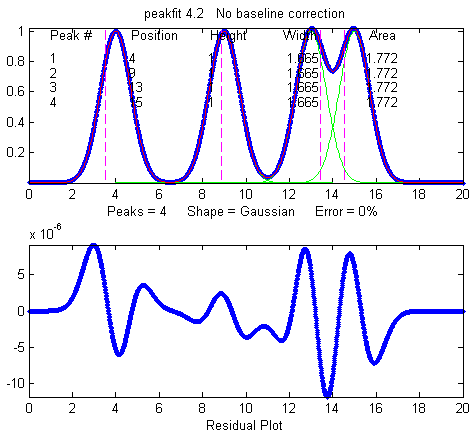 peakfit 4.2 No baseline correction
Peak # Position Height Width Area
1 4 1 1.665 1.772
2 9 1 1.665 1.772
3 13 1 1.665 1.772
4 15 1 1.665 1.772
1
0.8
0.6
0.4
0.2
0 2 4 6 8 10 12 14 16 18 20
Peaks = 4 Shape = Gaussian Error = 0%
x 10-6
5
0
-5
-10
0 2 4 6 8 10 12 14 16 18 20
Residual Plot